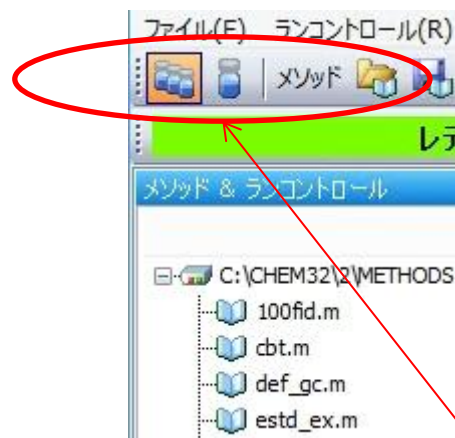 ファイル(F) ランコントロール(R)
メソッド
メソッド & ランコントロール
C:\CHEM32\2\METHODS
100fid.m
cbt.m
def_gc.m
estd_ex.m